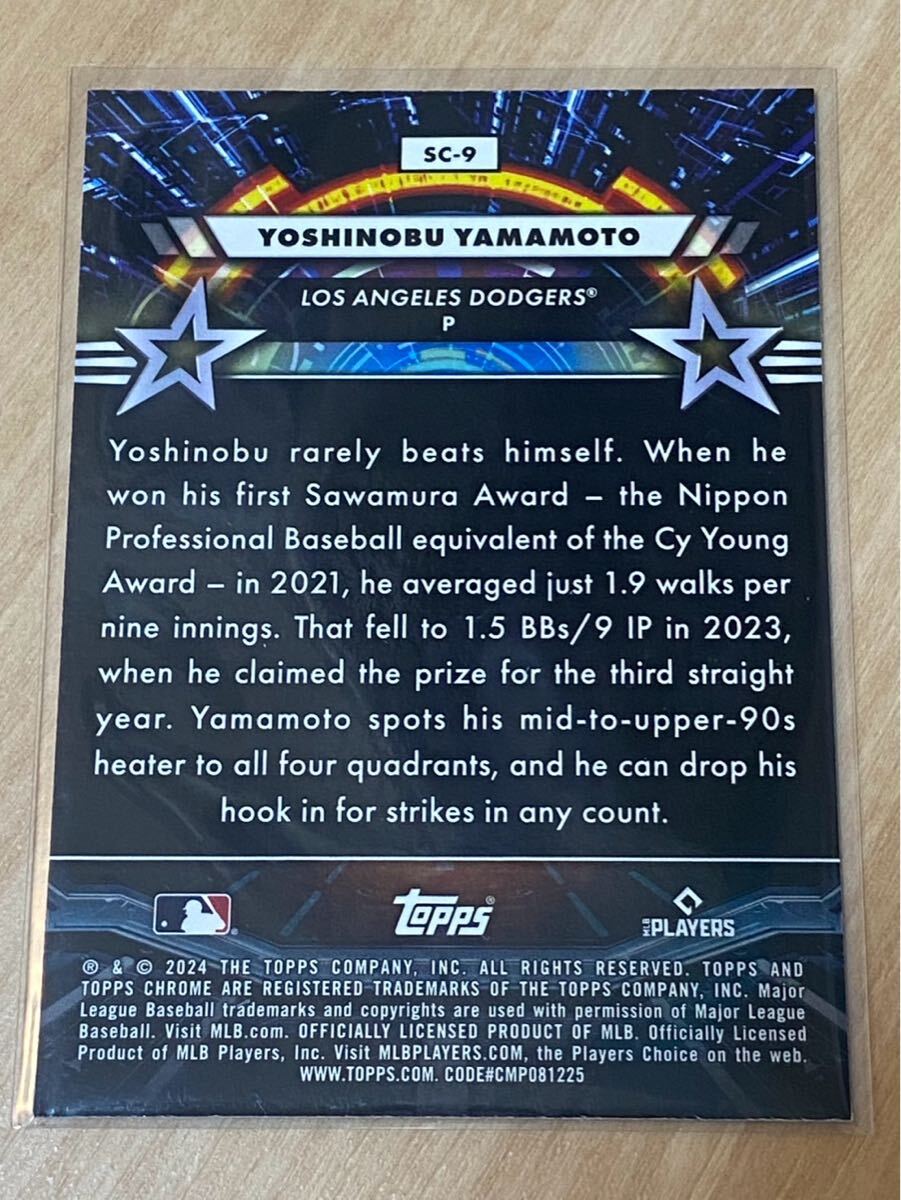 SC-9
YOSHINOBU YAMAMOTO
LOS ANGELES DODGERS®
P
Yoshinobu rarely beats himself. When he
won his first Sawamura Award – the Nippon
Professional Baseball equivalent of the Cy Young
Award – in 2021, he averaged just 1.9 walks per
nine innings. That fell to 1.5 BBs/9 IP in 2023,
when he claimed the prize for the third straight
year. Yamamoto spots his mid-to-upper-90s
heater to all four quadrants, and he can drop his
hook in for strikes in any count.
topps®
MLB PLAYERS
® & © 2024 THE TOPPS COMPANY, INC. ALL RIGHTS RESERVED. TOPPS AND
TOPPS CHROME ARE REGISTERED TRADEMARKS OF THE TOPPS COMPANY, INC. Major
League Baseball trademarks and copyrights are used with permission of Major League
Baseball. Visit MLB.com. OFFICIALLY LICENSED PRODUCT OF MLB. Officially Licensed
Product of MLB Players, Inc. Visit MLBPLAYERS.COM, the Players Choice on the web.
WWW.TOPPS.COM. CODE#CMP081225